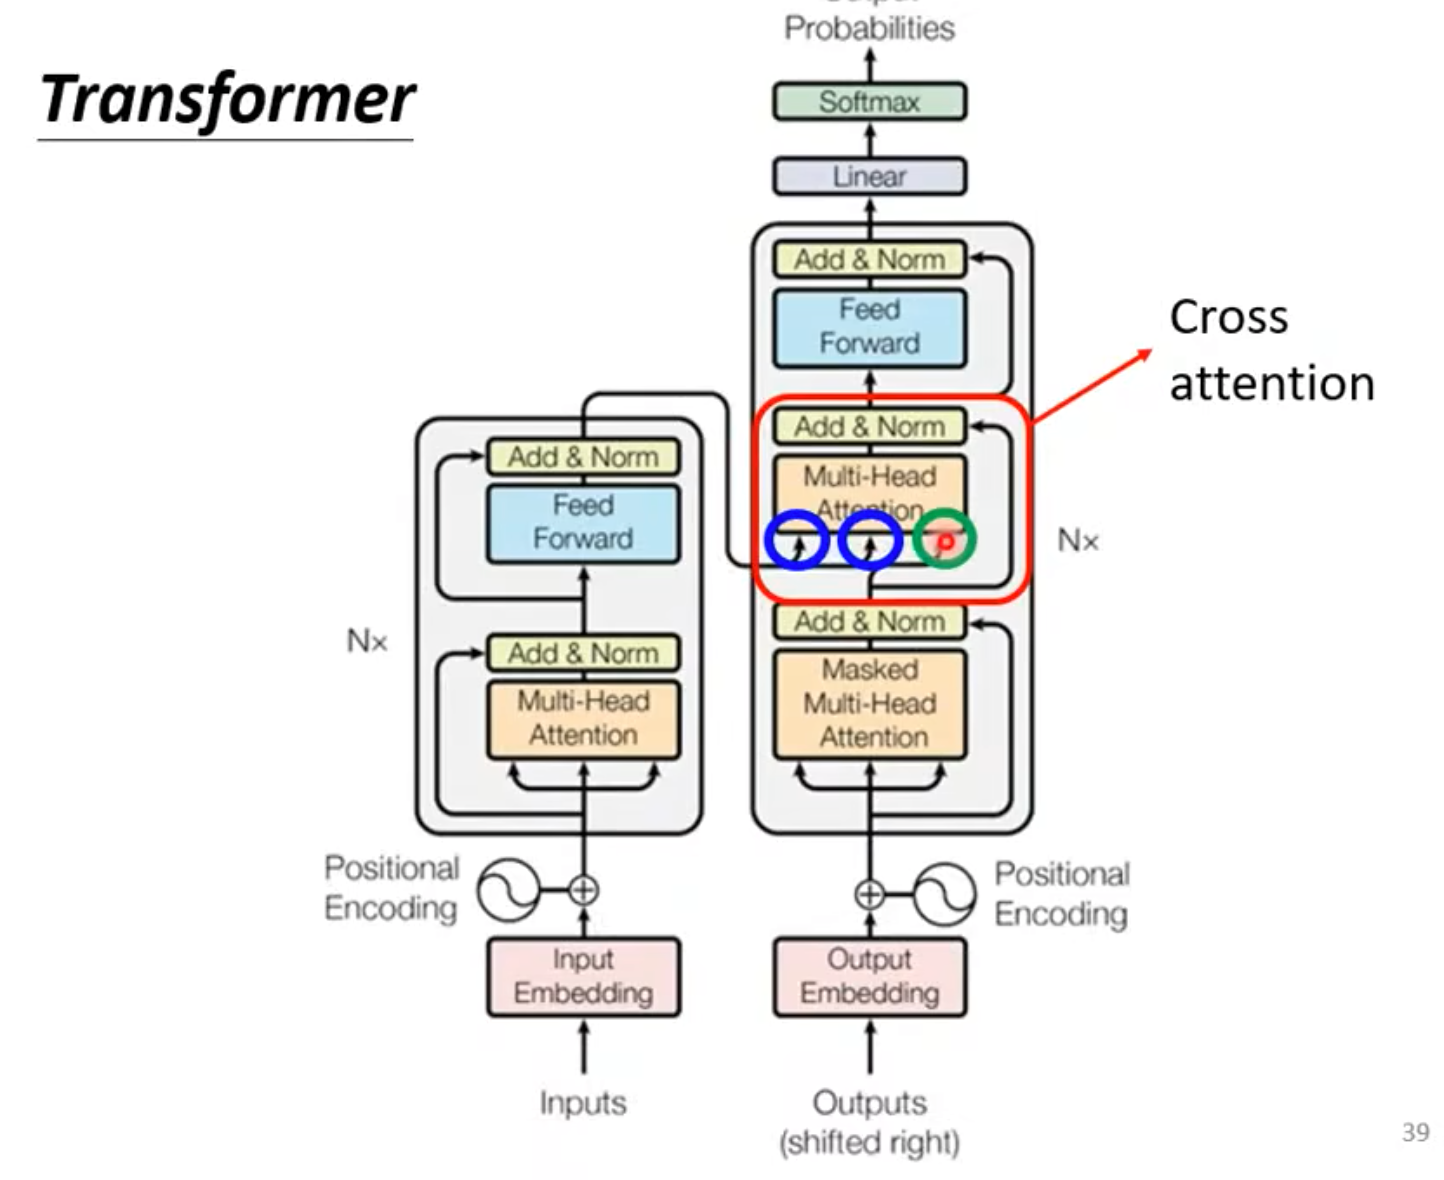 Transformer
Probabilities
Softmax
Linear
Add & Norm
Feed
Forward
Cross
attention
Add & Norm
Multi-Head
Attention
Nx
Add & Norm
Masked
Multi-Head
Attention
Add & Norm
Feed
Forward
Nx
Add & Norm
Multi-Head
Attention
Positional
Encoding
Positional
Encoding
Input
Embedding
Output
Embedding
Inputs
Outputs
(shifted right)
39